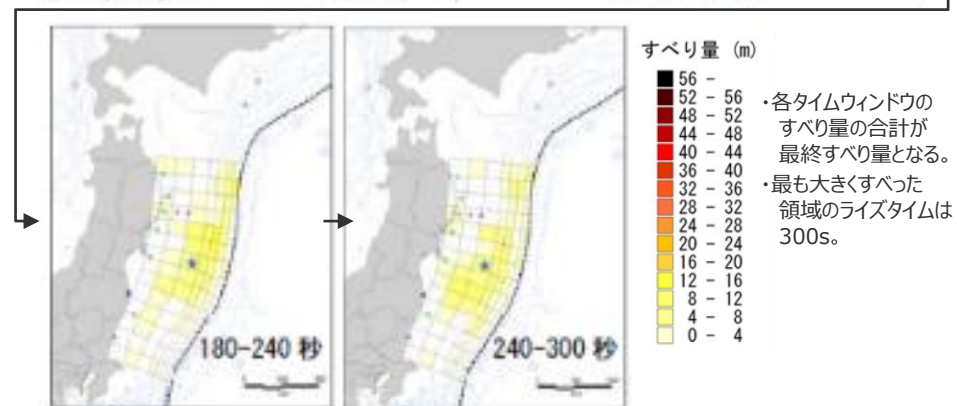 すべり量 (m)
56 -
52 - 56
48 - 52
44 - 48
40 - 44
36 - 40
32 - 36
28 - 32
24 - 28
20 - 24
16 - 20
12 - 16
8 - 12
4 - 8
0 - 4
・各タイムウィンドウの
すべり量の合計が
最終すべり量となる。
・最も大きくすべった
領域のライズタイムは
300s。
180-240 秒
240-300 秒